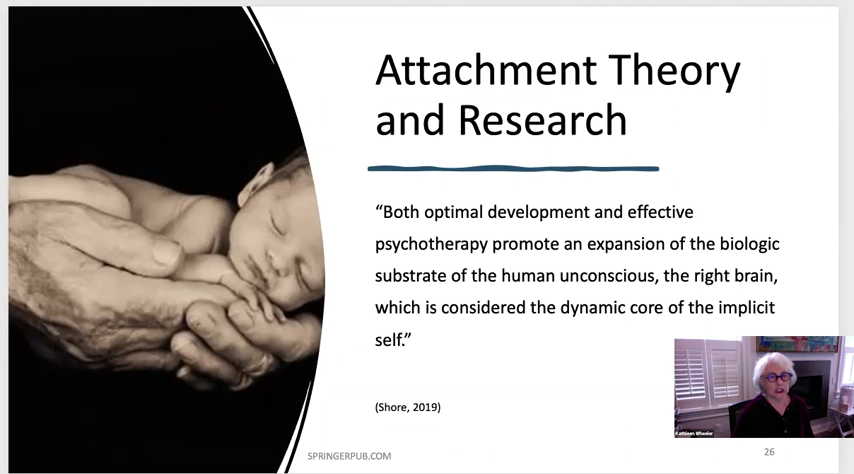 Attachment Theory
and Research
“Both optimal development and effective
psychotherapy promote an expansion of the biologic
substrate of the human unconscious, the right brain,
which is considered the dynamic core of the implicit
self.”
(Shore, 2019)
Kathleen Wheeler
SPRINGERPUB.COM
26